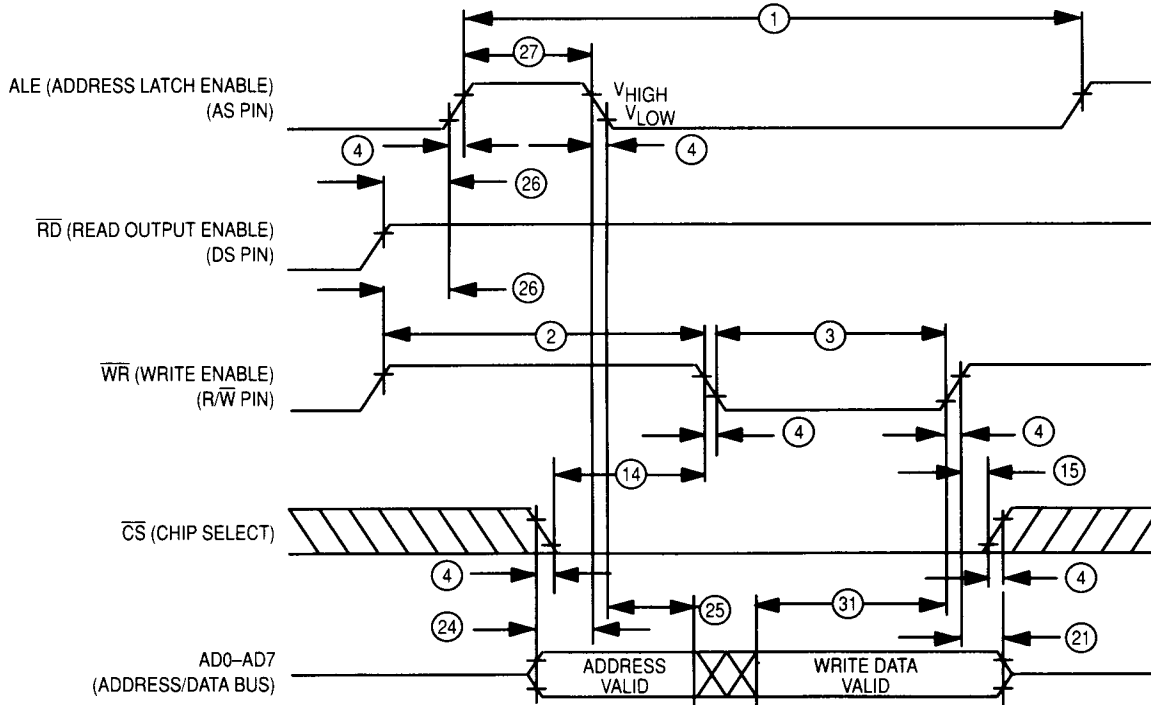 1
27
ALE (ADDRESS LATCH ENABLE)
(AS PIN)
VHIGH
VLOW
4
4
26
RD (READ OUTPUT ENABLE)
(DS PIN)
26
2
3
WR (WRITE ENABLE)
(R/W PIN)
4
4
14
15
CS (CHIP SELECT)
4
4
25
31
24
21
AD0–AD7
(ADDRESS/DATA BUS)
ADDRESS
VALID
WRITE DATA
VALID